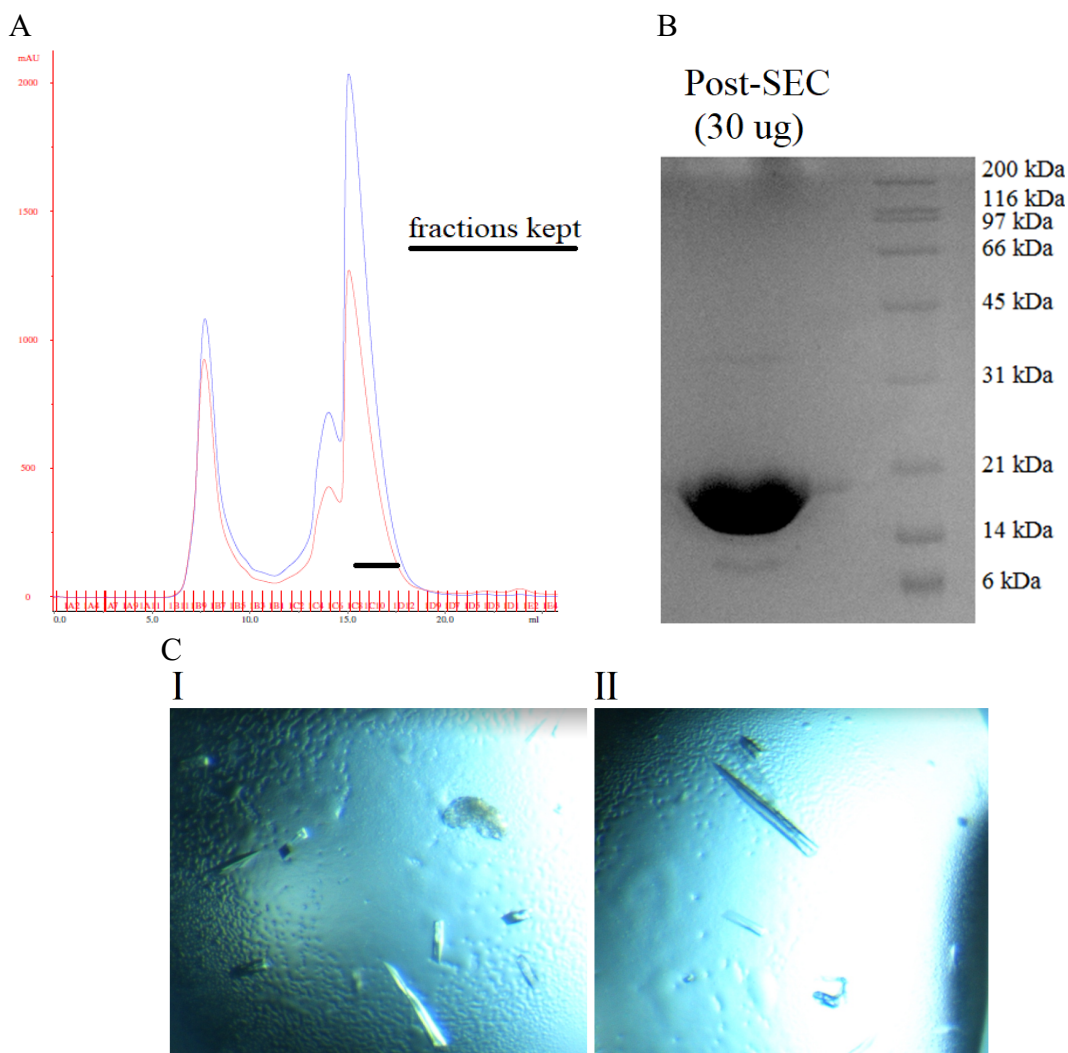 A
mAU
2000
1500
1000
500
0
fractions kept
0.0 5.0 10.0 15.0 20.0 ml
B
Post-SEC
(30 ug)
200 kDa
116 kDa
97 kDa
66 kDa
45 kDa
31 kDa
21 kDa
14 kDa
6 kDa
C
I
II